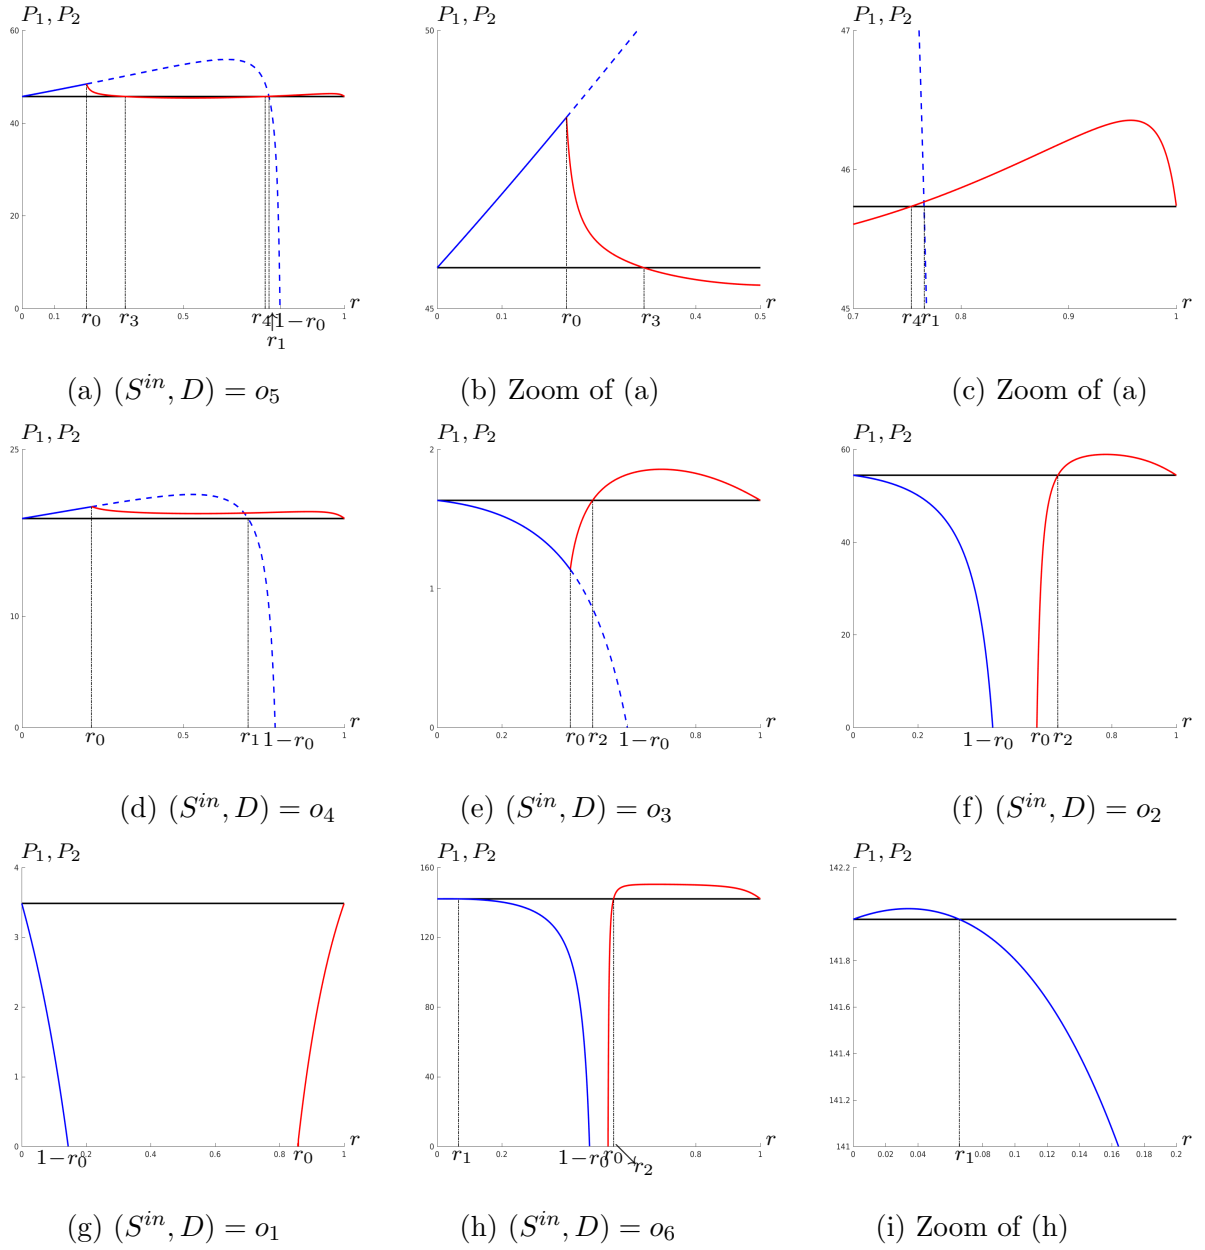 P₁, P₂ P₁, P₂ P₁, P₂
60 50 47
40 46
20
0 45 45
0 0.1 0.5 1 r 0 0.1 0.5 r 0.7 0.8 0.9 1 r
r₀ r₃ r₄ 1−r₀ r₀ r₃ r₄ r₁
r₁
(a) (Sⁱⁿ, D) = o₅ (b) Zoom of (a) (c) Zoom of (a)
P₁, P₂ P₁, P₂ P₁, P₂
25 2 60
40
10 1 20
0 0 0
0 0.5 1 r 0 0.2 1 r 0 0.2 0.8 1 r
r₀ r₁ 1−r₀ r₀ r₂ 1−r₀ 1−r₀ r₀ r₂
(d) (Sⁱⁿ, D) = o₄ (e) (Sⁱⁿ, D) = o₃ (f) (Sⁱⁿ, D) = o₂
P₁, P₂ P₁, P₂ P₁, P₂
4 160 142.2
3 120 141.8
141.6
2 80
141.4
1 40 141.2
0 0 141
0 0.2 0.4 0.6 0.8 1 r 0 0.2 0.8 1 r 0 0.02 0.04 0.06 0.08 0.1 0.12 0.14 0.16 0.18 0.2 r
1−r₀ r₀ r₁ 1−r₀ r₀ r₂ r₁
(g) (Sⁱⁿ, D) = o₁ (h) (Sⁱⁿ, D) = o₆ (i) Zoom of (h)